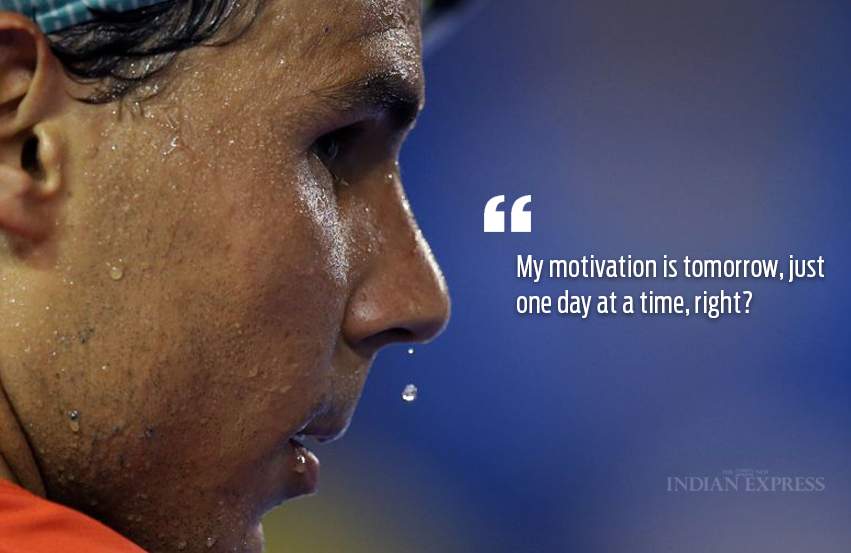 “
My motivation is tomorrow, just
one day at a time, right?
INDIAN EXPRESS